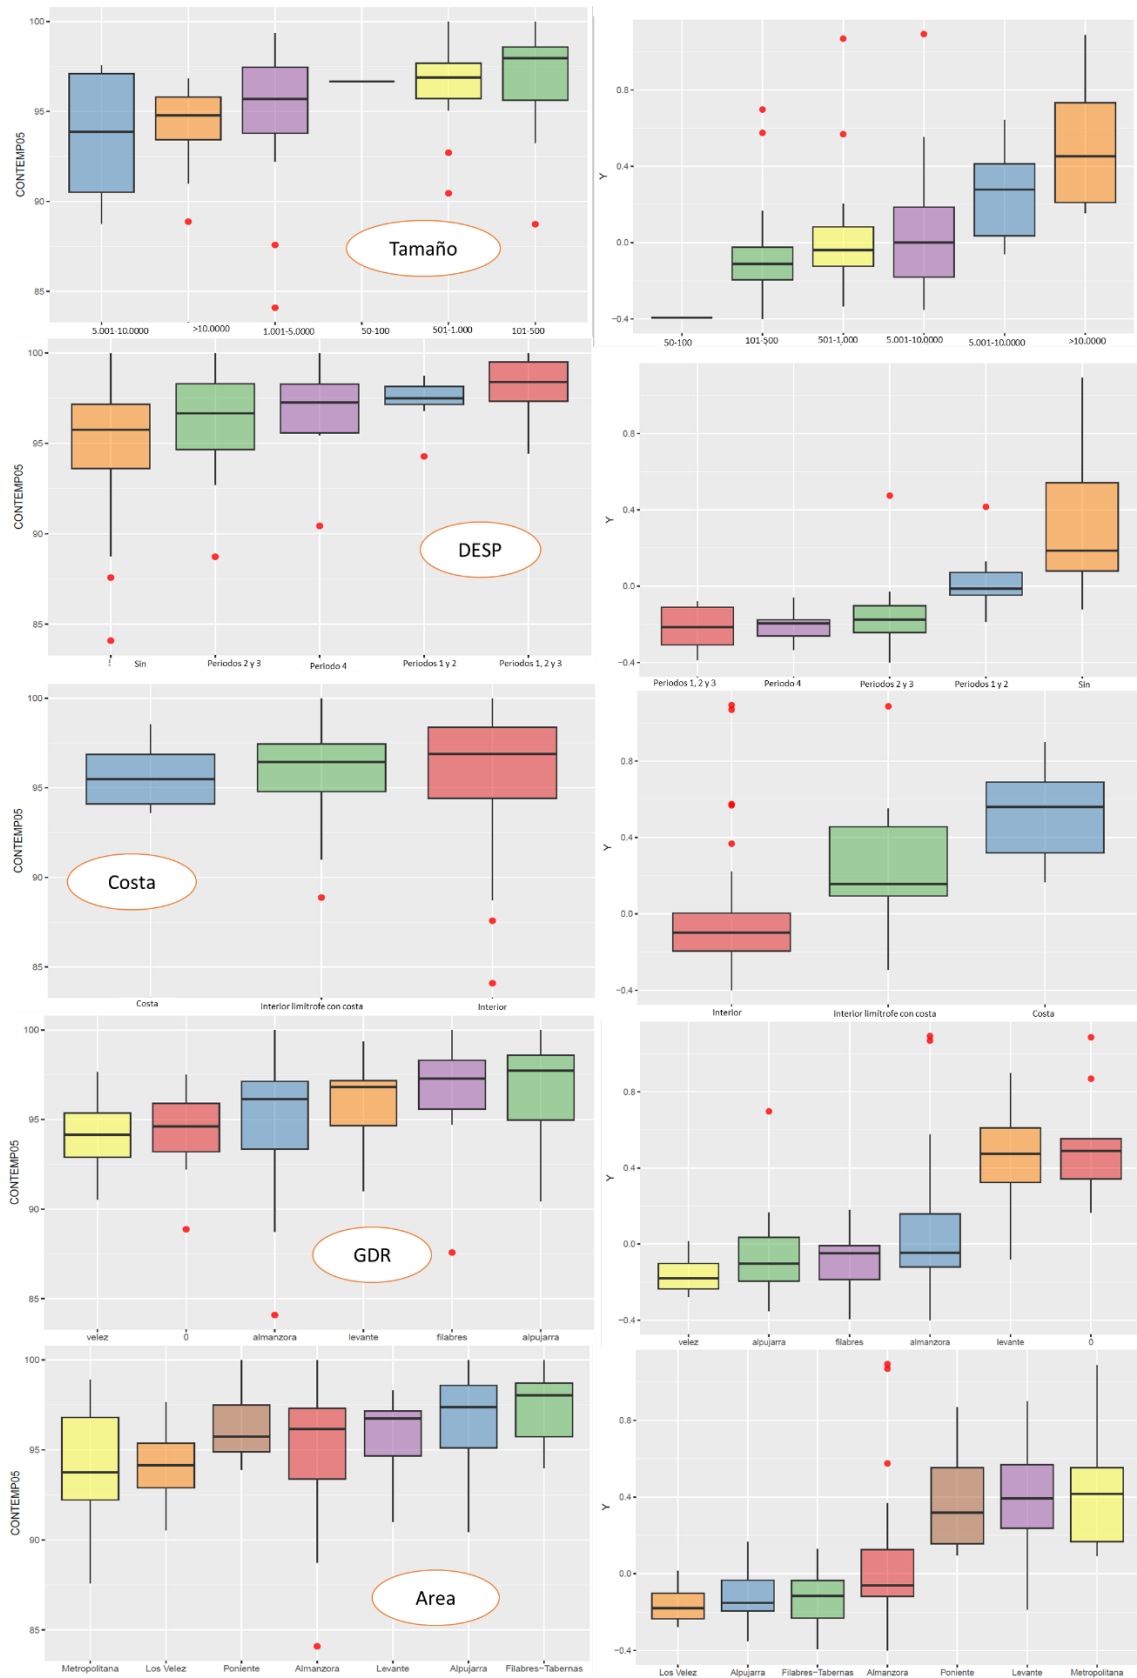 100
95
90
85
CONTEMP05
Tamaño
5.001-10.0000
>10.0000
1.001-5.0000
50-100
501-1.000
101-500
0.8
0.4
0.0
−0.4
Y
50-100
101-500
501-1.000
5.001-10.000
5.001-10.0000
>10.0000
100
95
90
85
CONTEMP05
DESP
Sin
Periodos 2 y 3
Periodo 4
Periodos 1 y 2
Periodos 1, 2 y 3
0.8
0.4
0.0
−0.4
Y
Periodos 1, 2 y 3
Periodo 4
Periodos 2 y 3
Periodos 1 y 2
Sin
100
95
90
85
CONTEMP05
Costa
Costa
Interior limítrofe con costa
Interior
0.8
0.4
0.0
−0.4
Y
Interior
Interior limítrofe con costa
Costa
100
95
90
85
CONTEMP05
GDR
velez
0
almanzora
levante
filabres
alpujarra
0.8
0.4
0.0
−0.4
Y
velez
alpujarra
filabres
almanzora
levante
0
100
95
90
85
CONTEMP05
Area
Metropolitana
Los Velez
Poniente
Almanzora
Levante
Alpujarra
Filabres−Tabernas
0.8
0.4
0.0
−0.4
Y
Los Velez
Alpujarra
Filabres−Tabernas
Almanzora
Poniente
Levante
Metropolitana